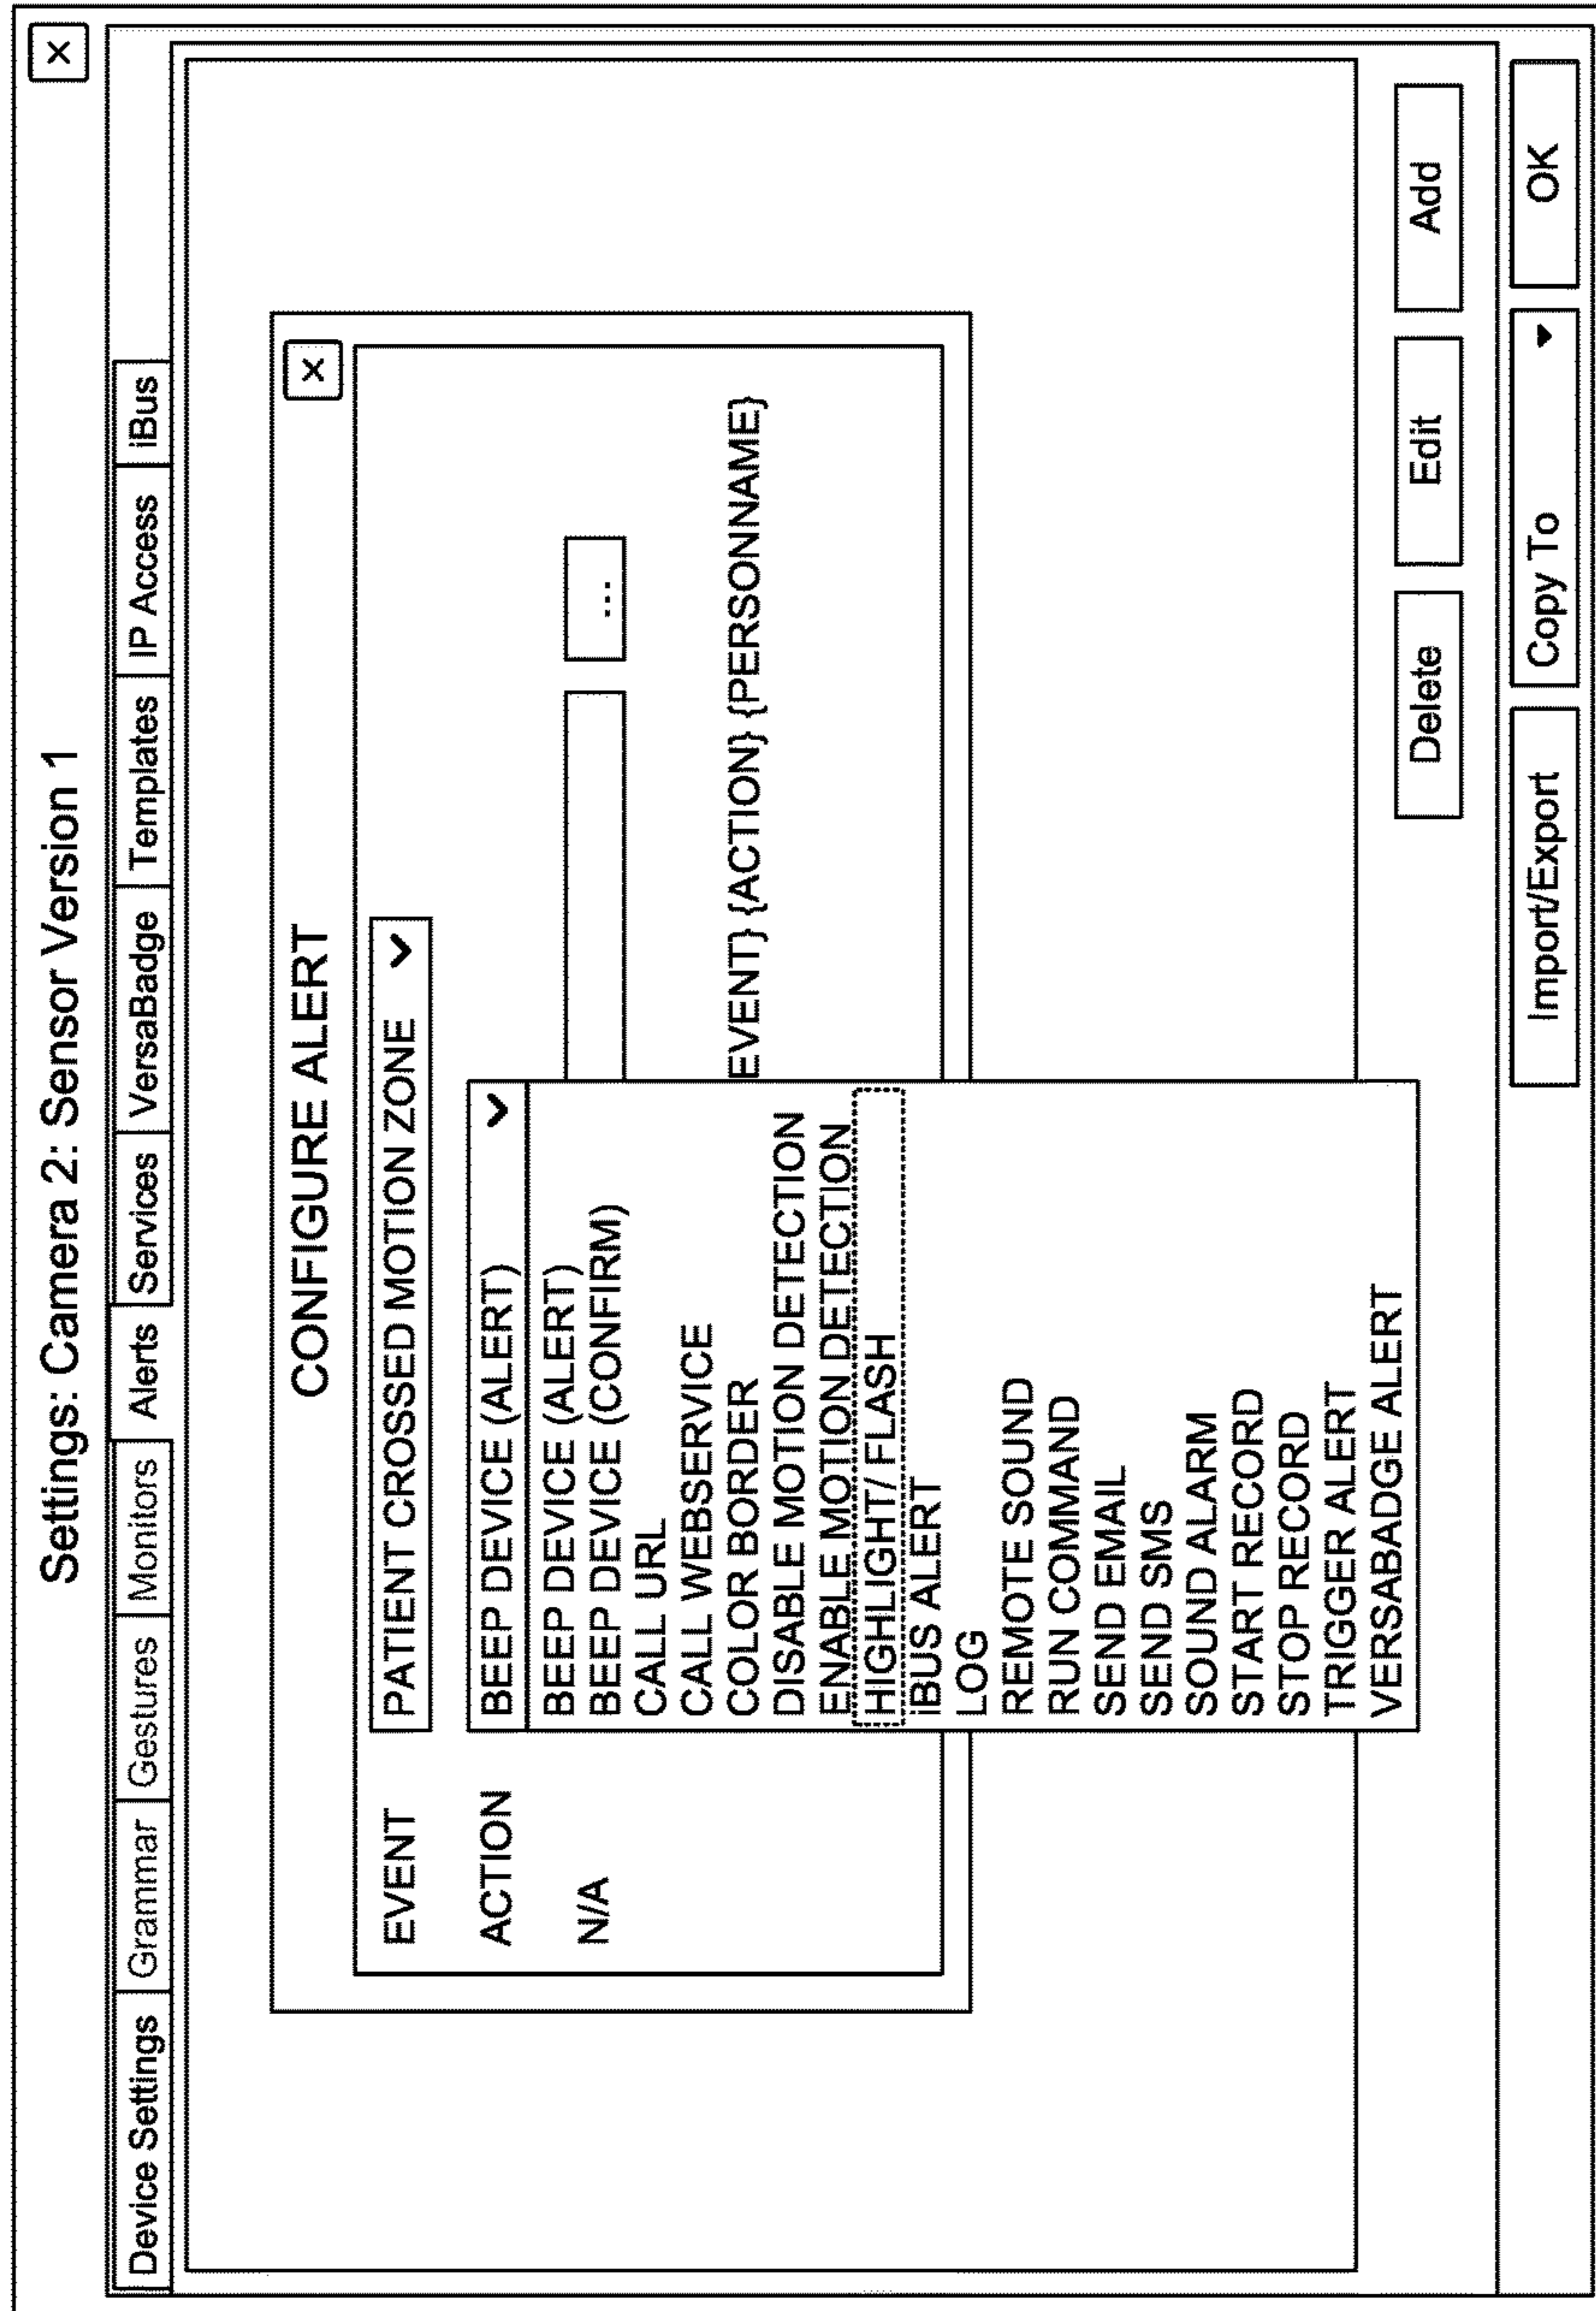 Settings: Camera 2: Sensor Version 1
×
Device Settings Grammar Gestures Monitors Alerts Services VersaBadge Templates IP Access iBus
CONFIGURE ALERT
×
EVENT PATIENT CROSSED MOTION ZONE
ACTION BEEP DEVICE (ALERT)
BEEP DEVICE (ALERT)
N/A BEEP DEVICE (CONFIRM) ...
CALL URL
CALL WEBSERVICE
COLOR BORDER EVENT} {ACTION} {PERSONNAME}
DISABLE MOTION DETECTION
ENABLE MOTION DETECTION
HIGHLIGHT/ FLASH
iBUS ALERT
LOG
REMOTE SOUND
RUN COMMAND
SEND EMAIL
SEND SMS
SOUND ALARM
START RECORD
STOP RECORD
TRIGGER ALERT
VERSABADGE ALERT
Delete Edit Add
Import/Export Copy To OK